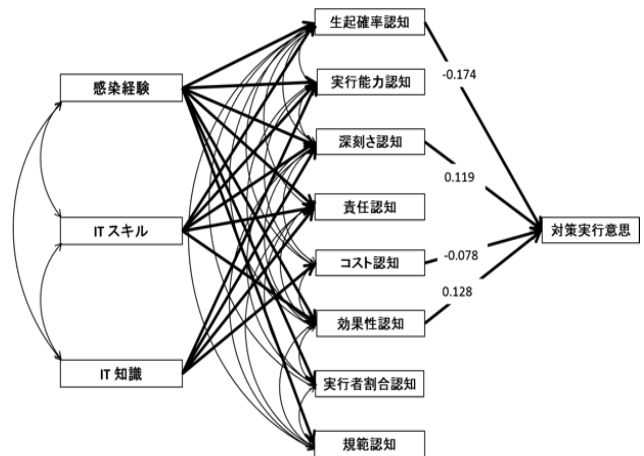 生起確率認知
-0.174
感染経験
実行能力認知
深刻さ認知
0.119
責任認知
ITスキル
対策実行意思
コスト認知
-0.078
0.128
効果性認知
IT 知識
実行者割合認知
規範認知